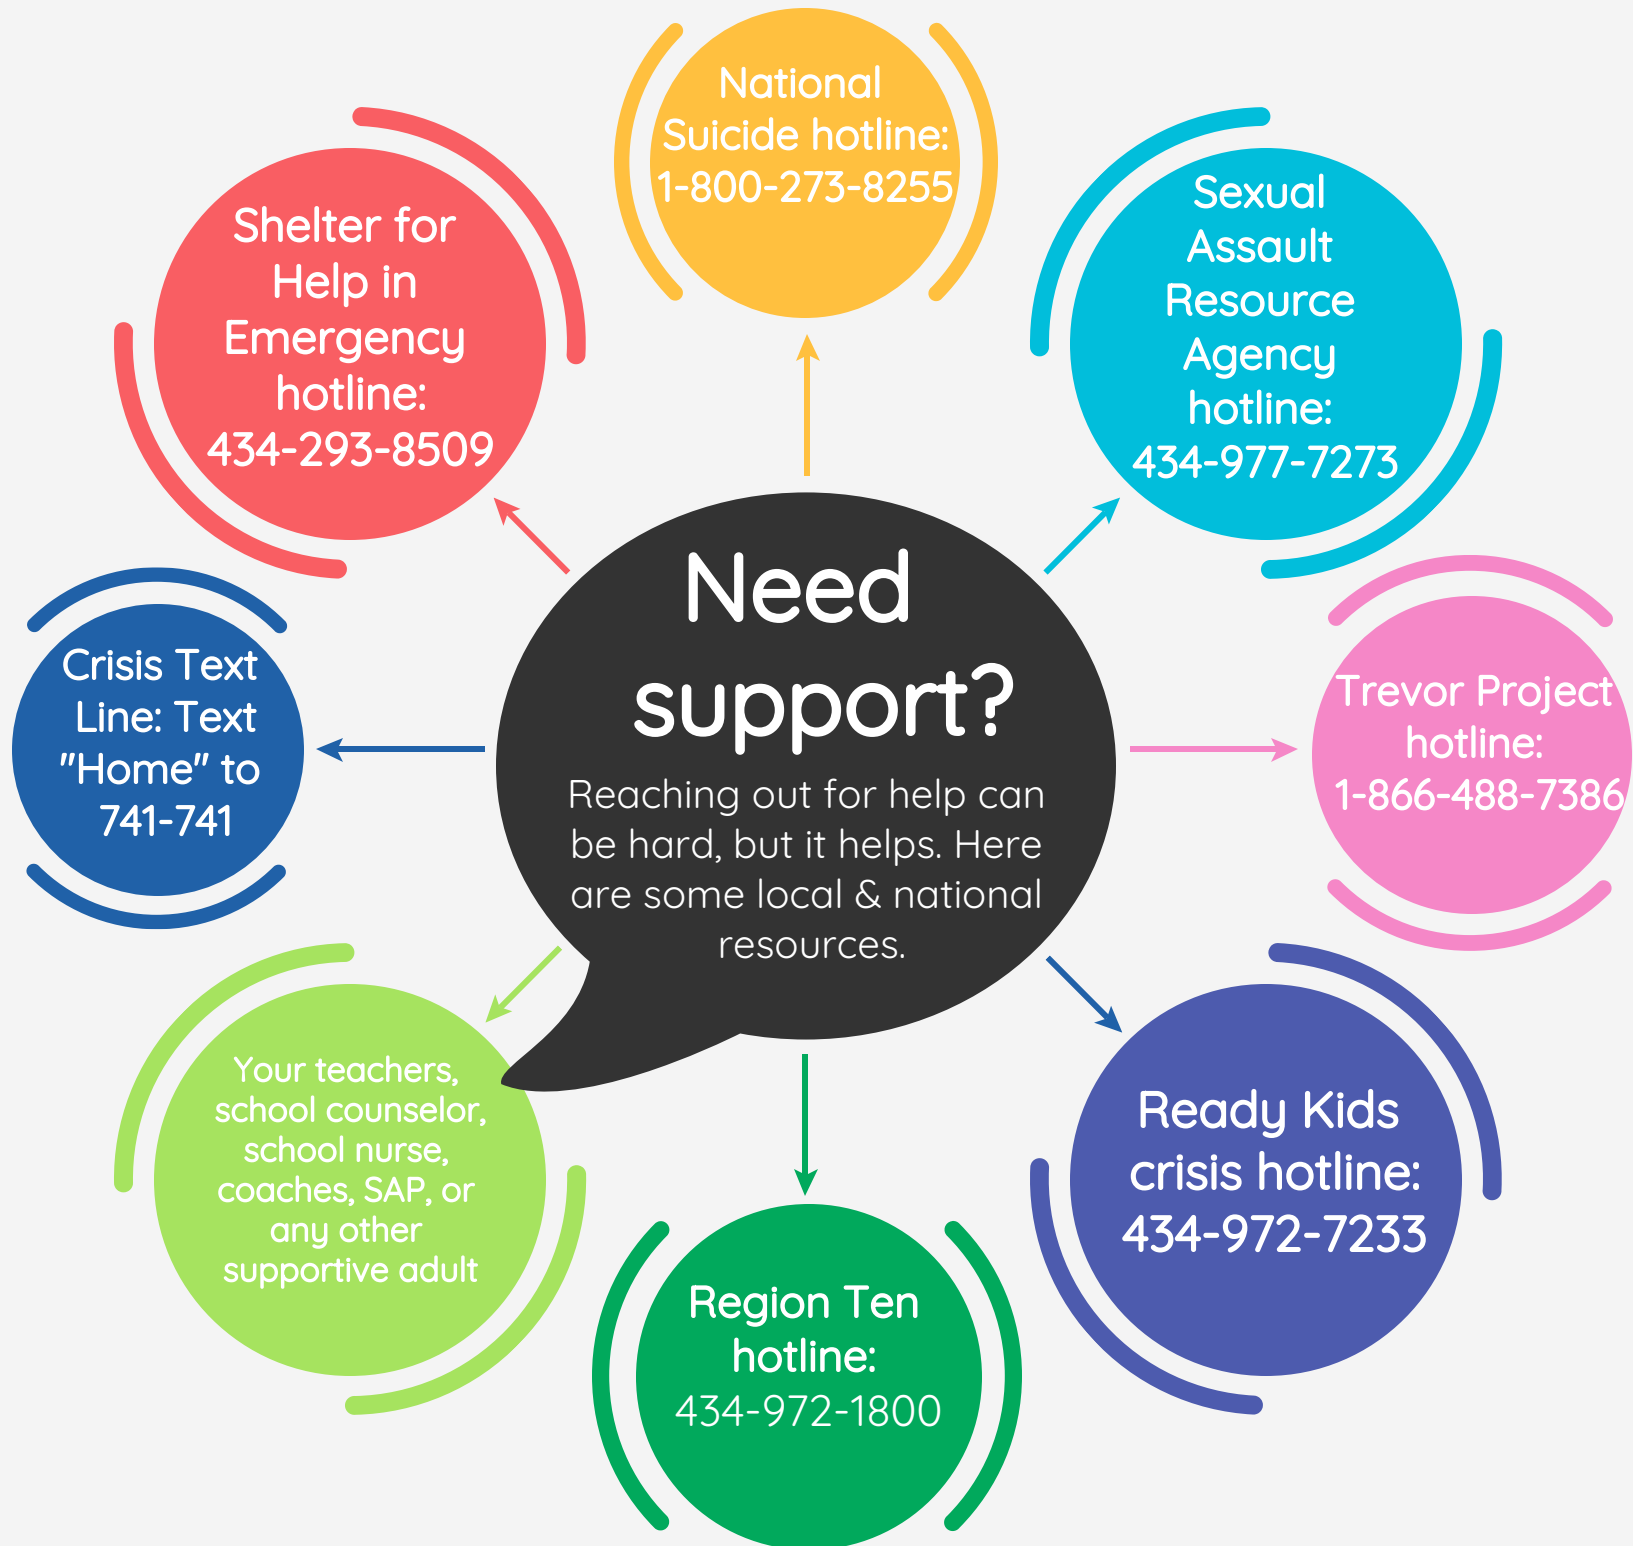 Need
support?
Reaching out for help can
be hard, but it helps. Here
are some local & national
resources.
National
Suicide hotline:
1-800-273-8255
Sexual
Assault
Resource
Agency
hotline:
434-977-7273
Trevor Project
hotline:
1-866-488-7386
Ready Kids
crisis hotline:
434-972-7233
Region Ten
hotline:
434-972-1800
Your teachers,
school counselor,
school nurse,
coaches, SAP, or
any other
supportive adult
Crisis Text
Line: Text
"Home" to
741-741
Shelter for
Help in
Emergency
hotline:
434-293-8509